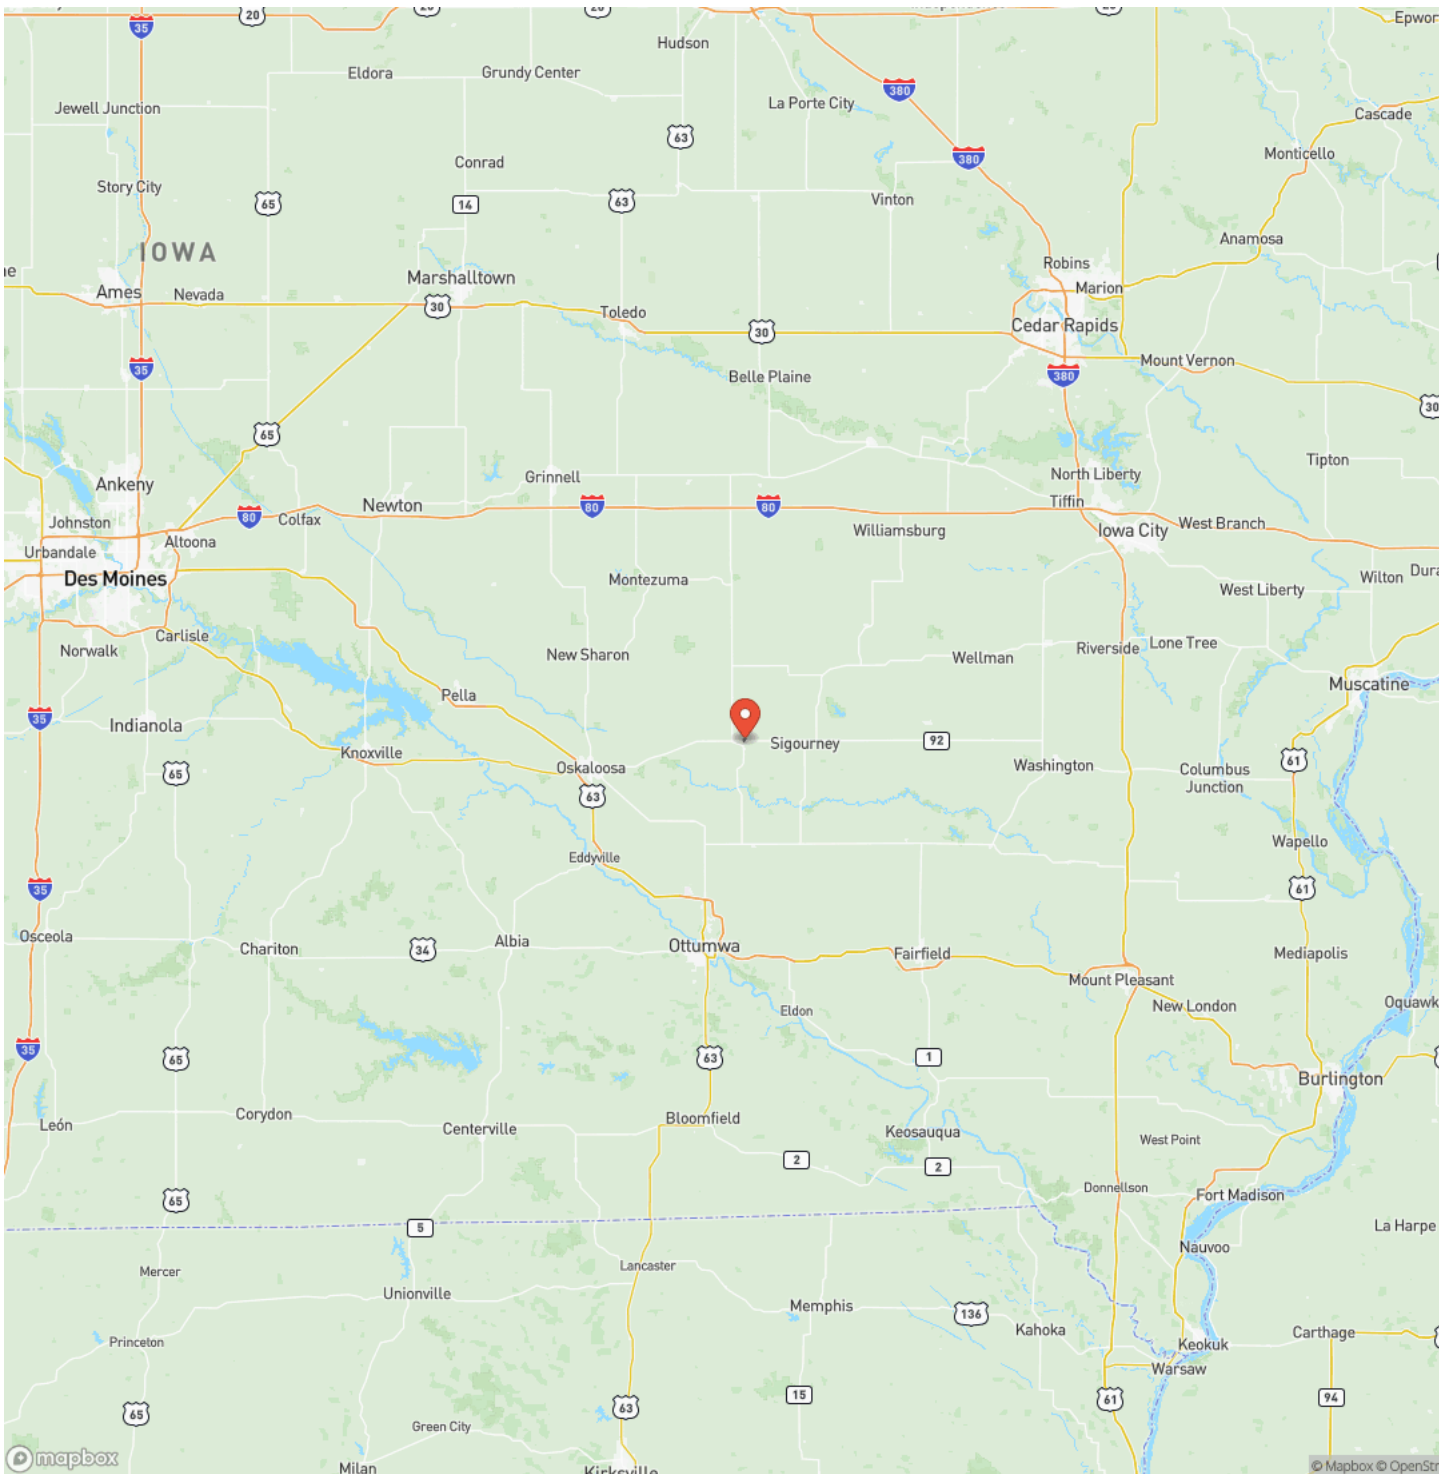 20
20
20
35
Hudson
Eldora
Grundy Center
380
La Porte City
Jewell Junction
Cascade
63
Conrad
380
Monticello
Story City
65
14
63
Vinton
IOWA
Anamosa
Robins
Marshalltown
Ames
Nevada
Marion
30
Toledo
30
Cedar Rapids
35
Belle Plaine
380
Mount Vernon
30
65
Ankeny
Grinnell
North Liberty
Tipton
Newton
80
80
Tiffin
80
Colfax
Johnston
Williamsburg
Iowa City
West Branch
Urbandale
Altoona
Des Moines
Montezuma
West Liberty
Wilton
Carlisle
Norwalk
New Sharon
Wellman
Riverside
Lone Tree
Pella
Muscatine
35
Indianola
Knoxville
Sigourney
92
65
Oskaloosa
Washington
Columbus
Junction
61
63
Eddyville
Wapello
35
61
Osceola
Chariton
34
Albia
Ottumwa
Fairfield
Mediapolis
Mount Pleasant
New London
Oquawk
Eldon
35
65
63
1
Burlington
León
Corydon
Centerville
Bloomfield
Keosauqua
West Point
2
2
65
Donnellson
Fort Madison
5
La Harpe
Nauvoo
Mercer
Lancaster
Unionville
Memphis
136
Kahoka
Princeton
Carthage
Keokuk
Warsaw
65
63
15
61
94
Green City
mapbox
Milan
Kirksville
© Mapbox © OpenStr